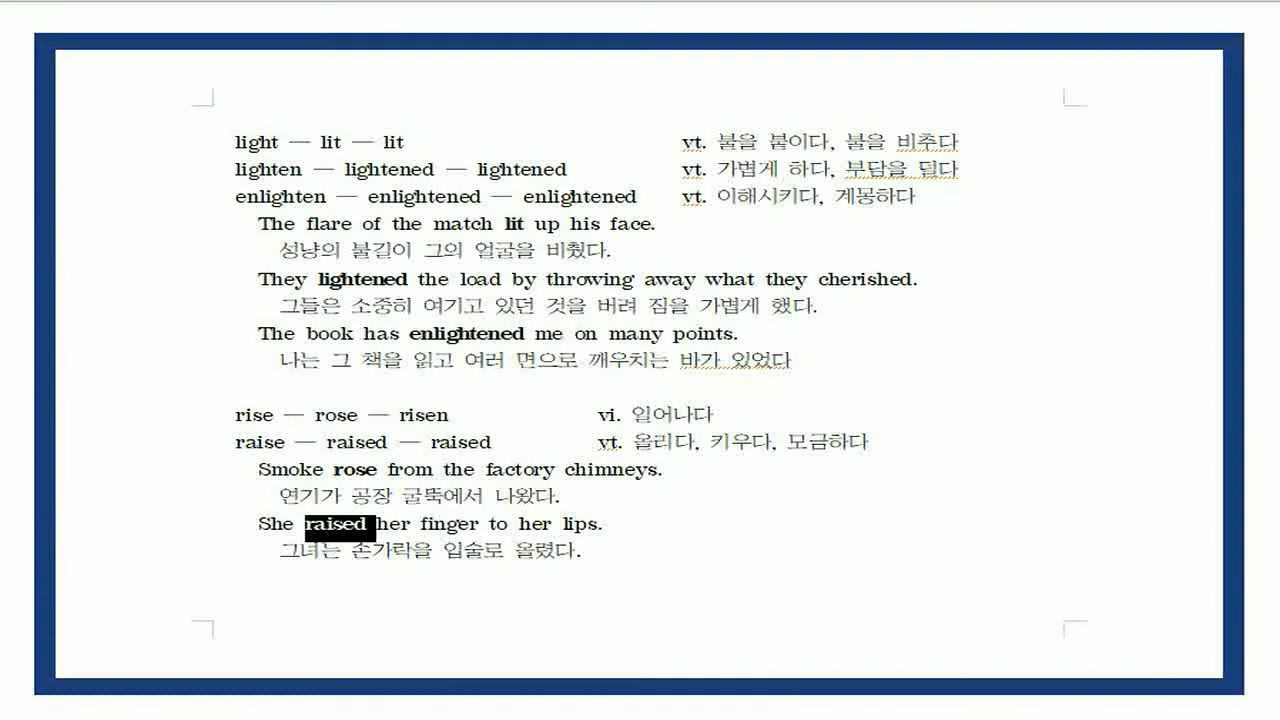 light — lit — lit vt. 불을 붙이다, 불을 비추다
lighten — lightened — lightened vt. 가볍게 하다, 부담을 덜다
enlighten — enlightened — enlightened vt. 이해시키다, 계몽하다
The flare of the match lit up his face.
성냥의 불길이 그의 얼굴을 비췄다.
They lightened the load by throwing away what they cherished.
그들은 소중히 여기고 있던 것을 버려 짐을 가볍게 했다.
The book has enlightened me on many points.
나는 그 책을 읽고 여러 면으로 깨우치는 바가 있었다
rise — rose — risen vi. 일어나다
raise — raised — raised vt. 올리다, 키우다, 모금하다
Smoke rose from the factory chimneys.
연기가 공장 굴뚝에서 나왔다.
She raised her finger to her lips.
그녀는 손가락을 입술로 올렸다.